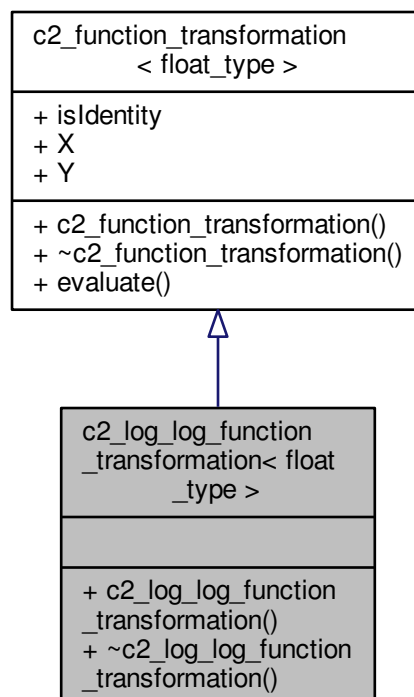 c2_function_transformation
< float_type >
+ isIdentity
+ X
+ Y
+ c2_function_transformation()
+ ~c2_function_transformation()
+ evaluate()
c2_log_log_function
_transformation< float
_type >
+ c2_log_log_function
_transformation()
+ ~c2_log_log_function
_transformation()